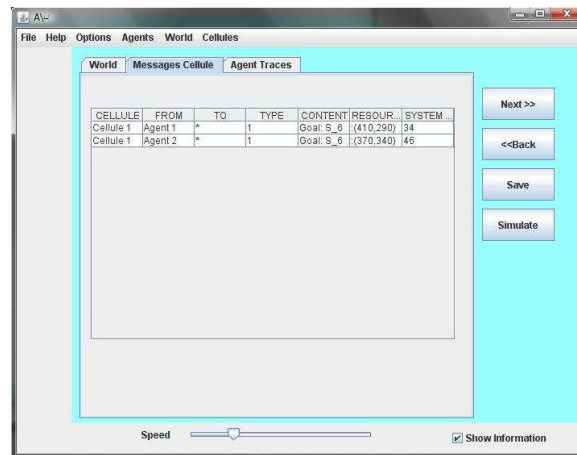 File Help Options Agents World Cellules
World Messages Cellule Agent Traces
CELLULE FROM TO TYPE CONTENT RESOUR... SYSTEM ...
Cellule 1 Agent 1 * 1 Goal: S_6 :(410,290) 34
Cellule 1 Agent 2 * 1 Goal: S_6 :(370,340) 46
Next >>
<<Back
Save
Simulate
Speed
Show Information